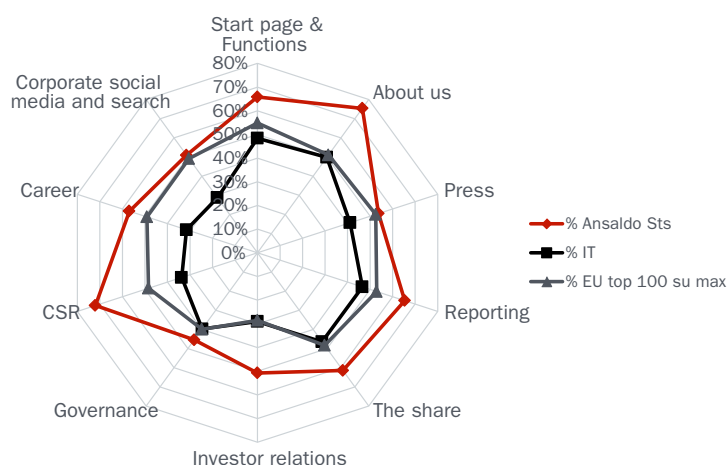 Start page &
Functions
80%
70%
60%
50%
40%
30%
20%
10%
0%
About us
Press
Reporting
The share
Investor relations
Governance
CSR
Career
Corporate social
media and search
% Ansaldo Sts
% IT
% EU top 100 su max